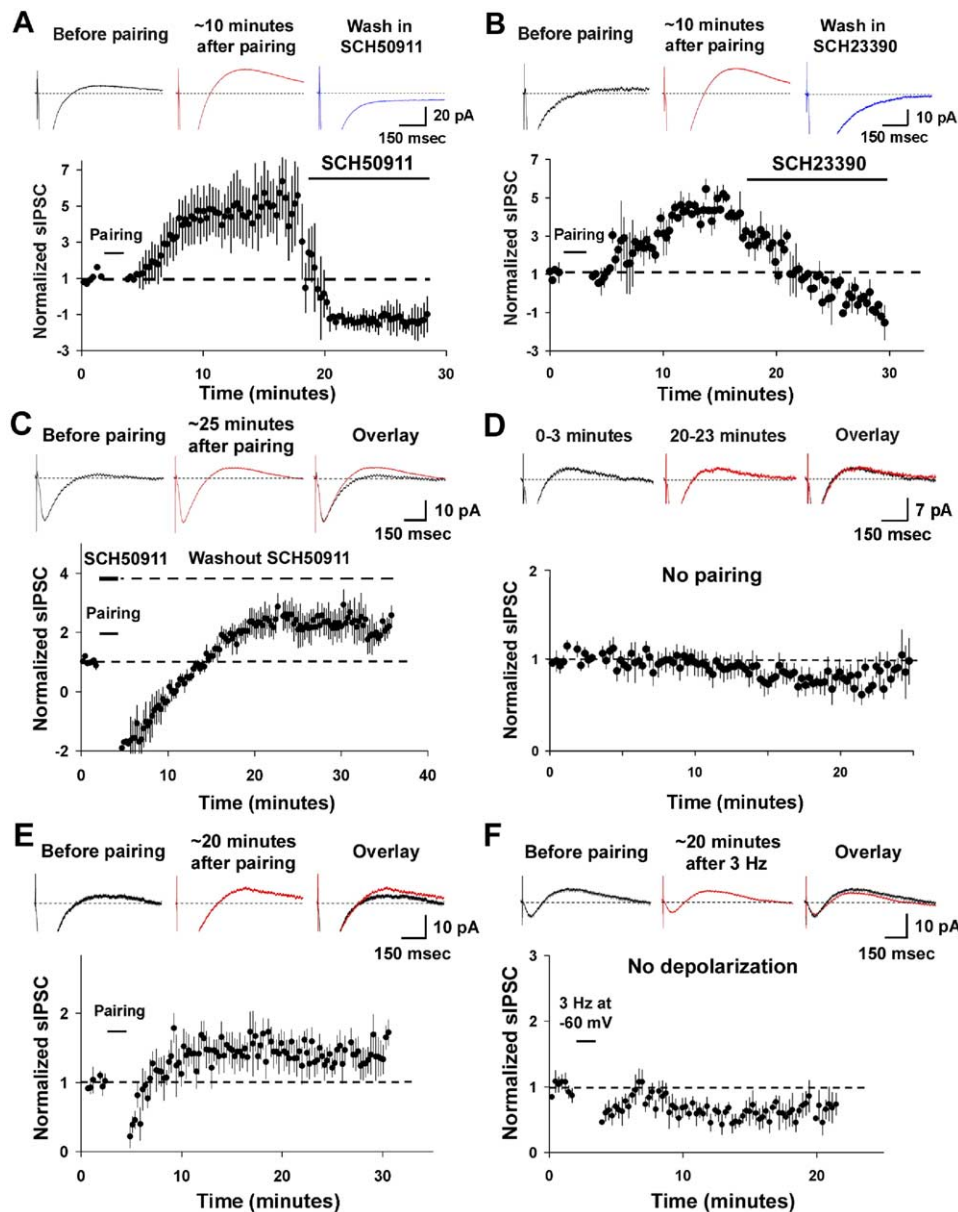 A
Before pairing
~10 minutes
after pairing
Wash in
SCH50911
20 pA
150 msec
SCH50911
Pairing
Normalized sIPSC
7
5
3
1
-1
-3
0
10
20
30
Time (minutes)
B
Before pairing
~10 minutes
after pairing
Wash in
SCH23390
10 pA
150 msec
SCH23390
Pairing
Normalized sIPSC
7
5
3
1
-1
-3
0
10
20
30
Time (minutes)
C
Before pairing
~25 minutes
after pairing
Overlay
10 pA
150 msec
SCH50911
Washout SCH50911
Pairing
Normalized sIPSC
4
2
0
-2
0
10
20
30
40
Time (minutes)
D
0-3 minutes
20-23 minutes
Overlay
7 pA
150 msec
No pairing
Normalized sIPSC
2
1
0
0
10
20
Time (minutes)
E
Before pairing
~20 minutes
after pairing
Overlay
10 pA
150 msec
Pairing
Normalized sIPSC
2
1
0
0
10
20
30
Time (minutes)
F
Before pairing
~20 minutes
after 3 Hz
Overlay
10 pA
150 msec
No depolarization
3 Hz at
-60 mV
Normalized sIPSC
3
2
1
0
0
10
20
Time (minutes)